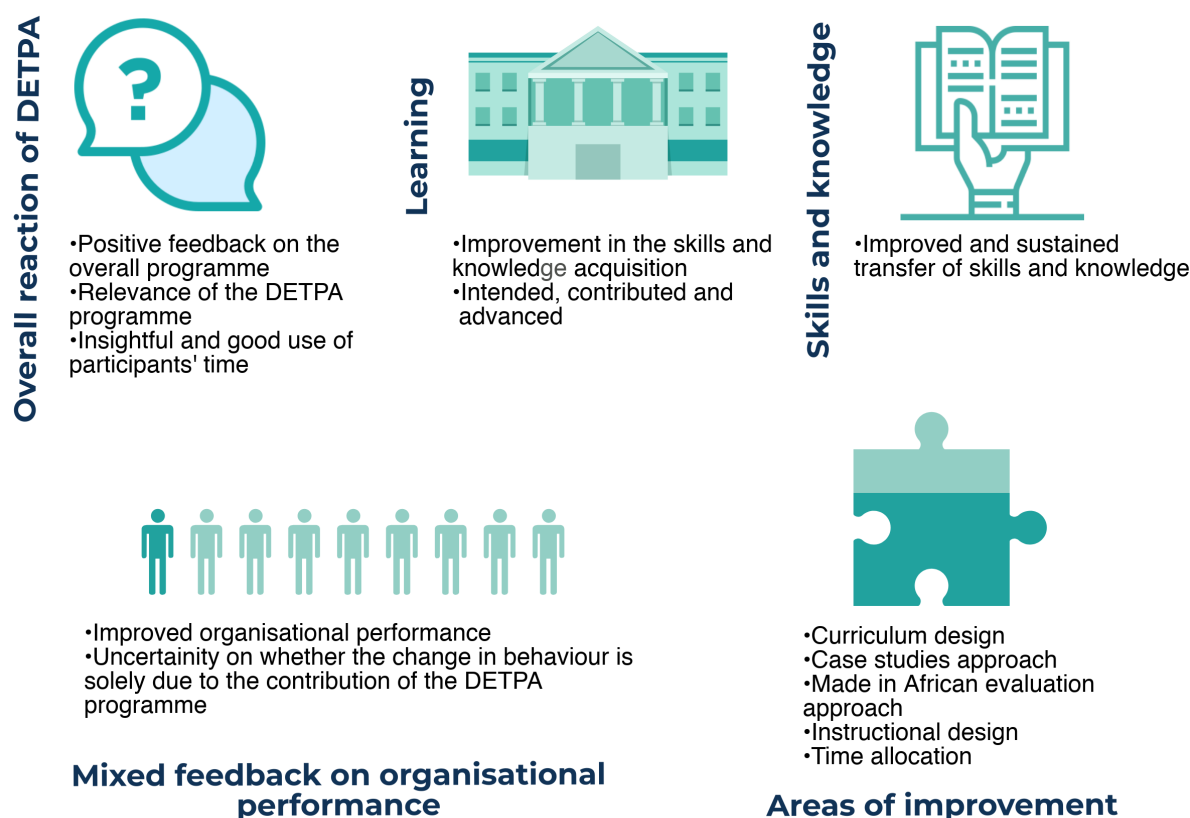 Overall reaction of DETPA
?
•Positive feedback on the
overall programme
•Relevance of the DETPA
programme
•Insightful and good use of
participants' time
Learning
•Improvement in the skills and
knowledge acquisition
•Intended, contributed and
advanced
Skills and knowledge
•Improved and sustained
transfer of skills and knowledge
•Improved organisational performance
•Uncertainity on whether the change in behaviour is
solely due to the contribution of the DETPA
programme
Mixed feedback on organisational
performance
•Curriculum design
•Case studies approach
•Made in African evaluation
approach
•Instructional design
•Time allocation
Areas of improvement